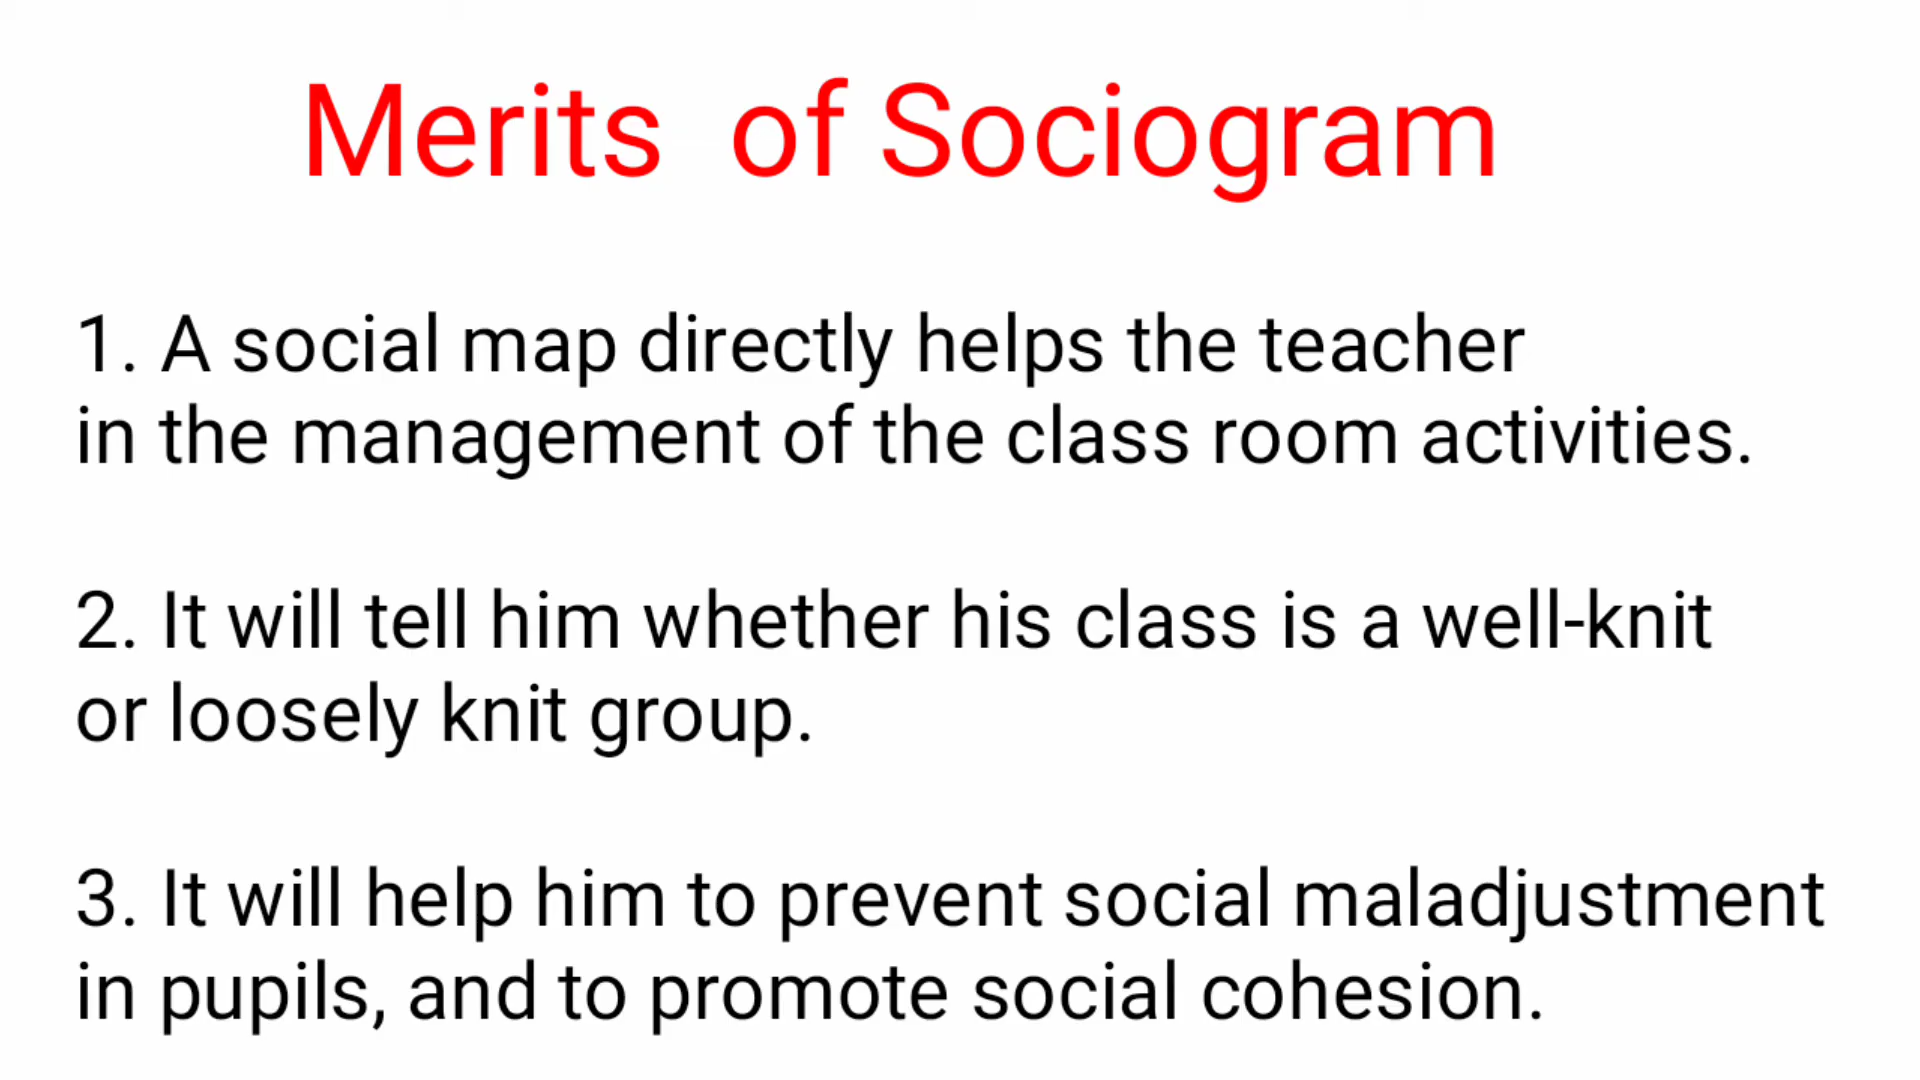 Merits of Sociogram
1. A social map directly helps the teacher
in the management of the class room activities.
2. It will tell him whether his class is a well-knit
or loosely knit group.
3. It will help him to prevent social maladjustment
in pupils, and to promote social cohesion.